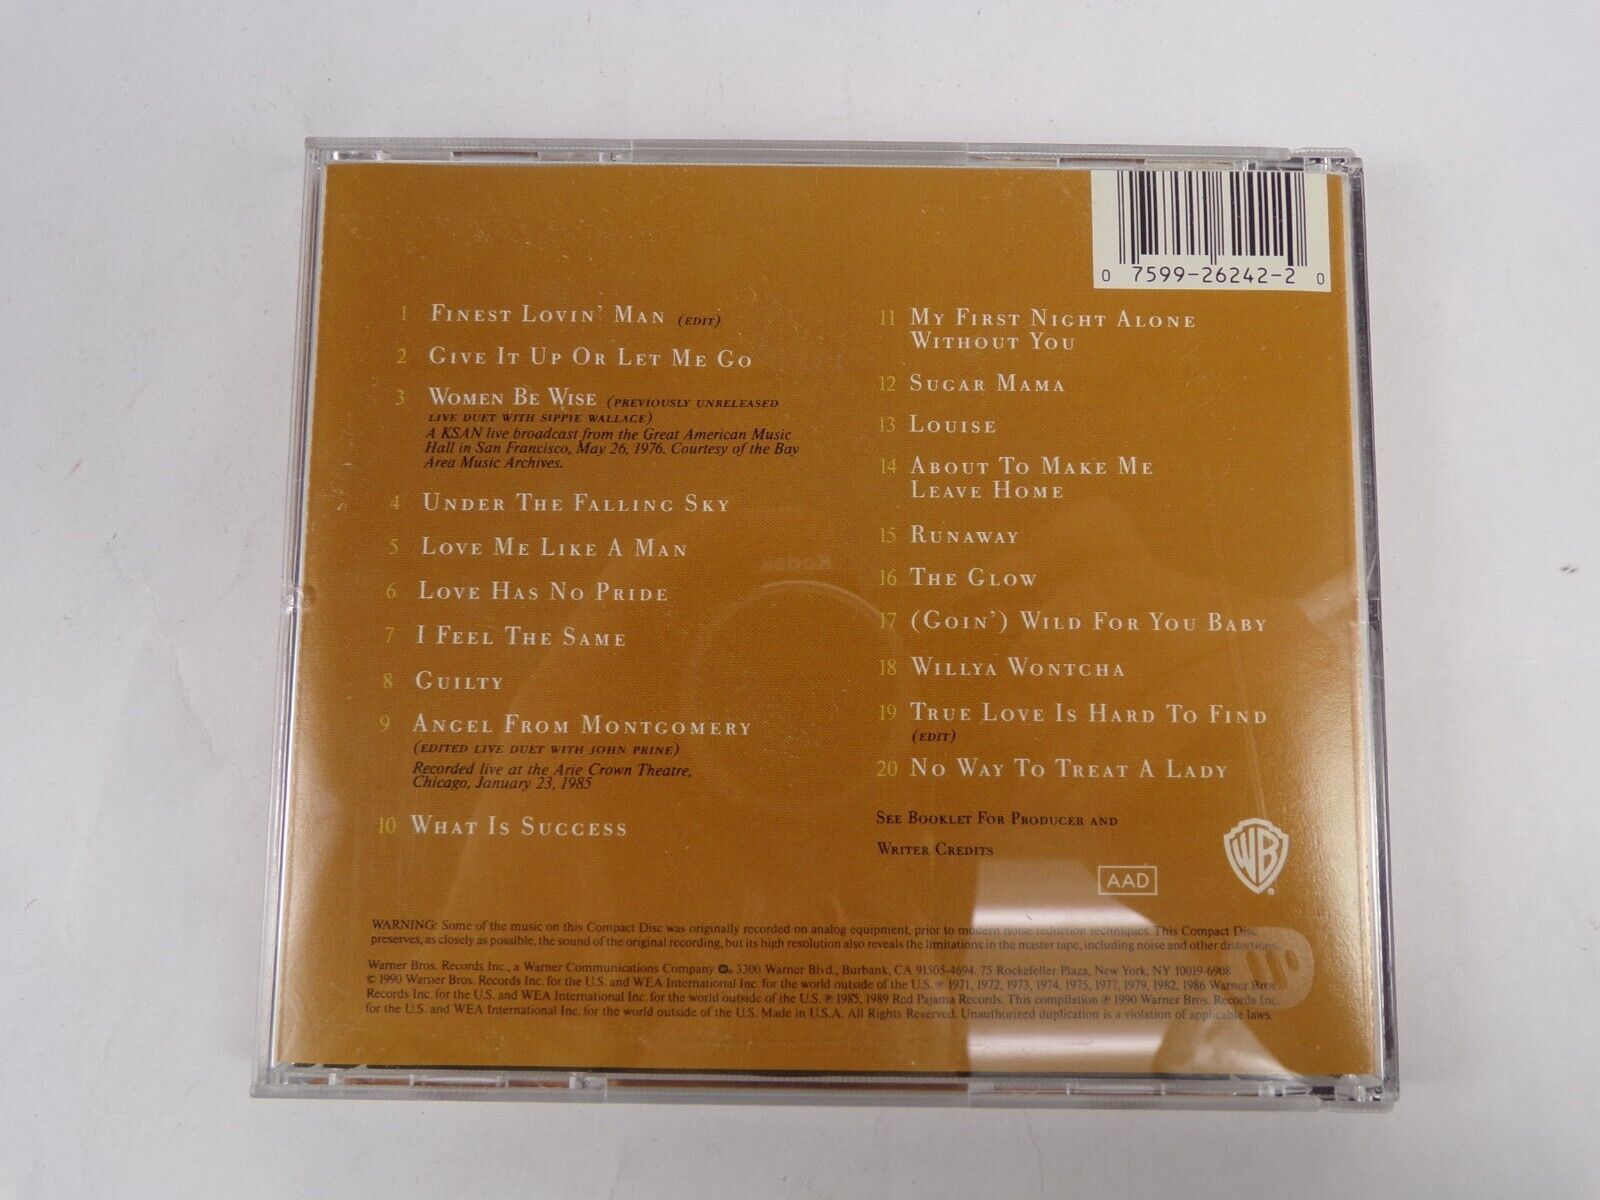 0 7599-26242-2 0
1 Finest Lovin' Man (edit)
2 Give It Up Or Let Me Go
3 Women Be Wise (previously unreleased
live duet with Sippie Wallace)
A KSAN live broadcast from the Great American Music
Hall in San Francisco, May 26, 1976. Courtesy of the Bay
Area Music Archives.
4 Under The Falling Sky
5 Love Me Like A Man
6 Love Has No Pride
7 I Feel The Same
8 Guilty
9 Angel From Montgomery
(edited live duet with John Prine)
Recorded live at the Arie Crown Theatre,
Chicago, January 23, 1985
10 What Is Success
11 My First Night Alone
Without You
12 Sugar Mama
13 Louise
14 About To Make Me
Leave Home
15 Runaway
16 The Glow
17 (Goin') Wild For You Baby
18 Willya Wontcha
19 True Love Is Hard To Find
(edit)
20 No Way To Treat A Lady
See Booklet For Producer and
Writer Credits
AAD
WB
WARNING: Some of the music on this Compact Disc was originally recorded on analog equipment, prior to modern noise reduction techniques. This Compact Disc
preserves, as closely as possible, the sound of the original recording, but its high resolution also reveals the limitations in the master tape, including noise and other distortions.
Warner Bros. Records Inc., a Warner Communications Company 3300 Warner Blvd., Burbank, CA 91505-4694 75 Rockefeller Plaza, New York, NY 10019-6908
© 1990 Warner Bros. Records Inc. for the U.S. and WEA International Inc. for the world outside of the U.S. ℗ 1971, 1972, 1973, 1974, 1975, 1977, 1979, 1982, 1986 Warner Bros.
Records Inc. for the U.S. and WEA International Inc. for the world outside of the U.S. ℗ 1985, 1989 Red Pajama Records. This compilation ℗ 1990 Warner Bros. Records Inc.
for the U.S. and WEA International Inc. for the world outside of the U.S. Made in U.S.A. All Rights Reserved. Unauthorized duplication is a violation of applicable laws.